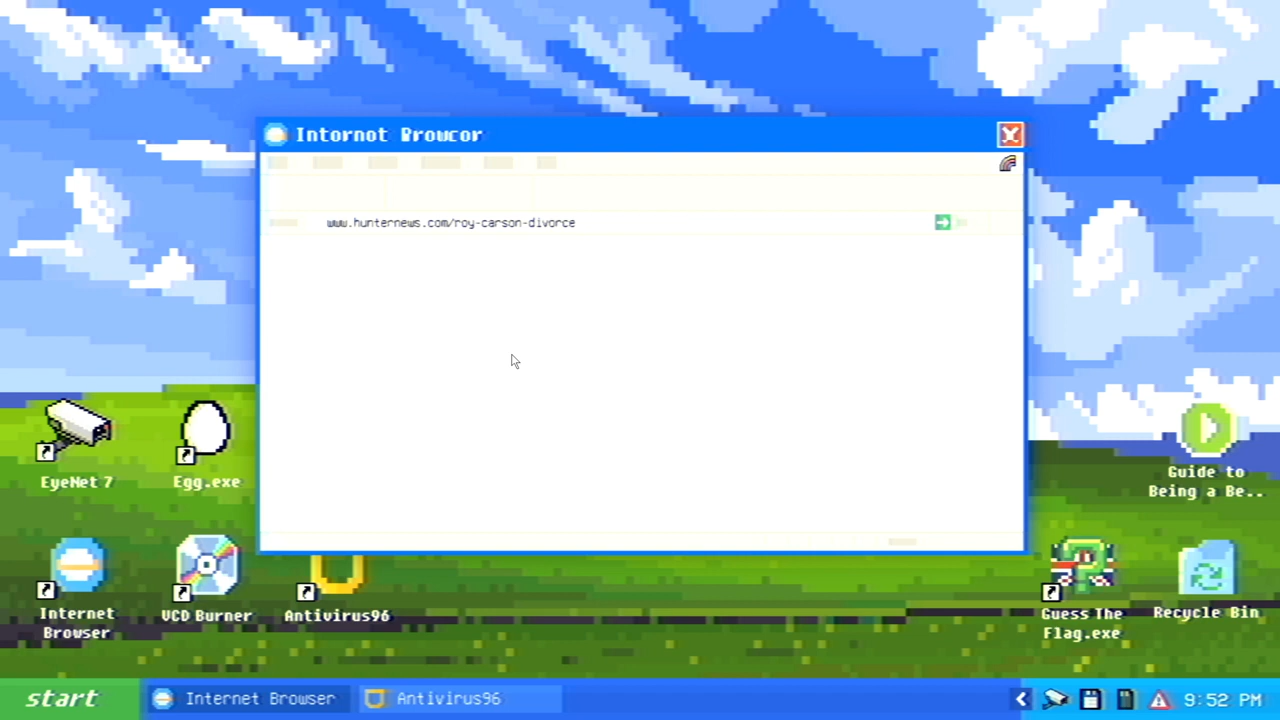 Intornot Broucor
www.hunternews.com/roy-carson-divorce
EyeNet 7
Egg.exe
Guide to
Being a Be..
Internet
Browser
VCD Burner
Antivirus96
Guess The
Flag.exe
Recycle Bin
start
Internet Browser
Antivirus96
9:52 PM